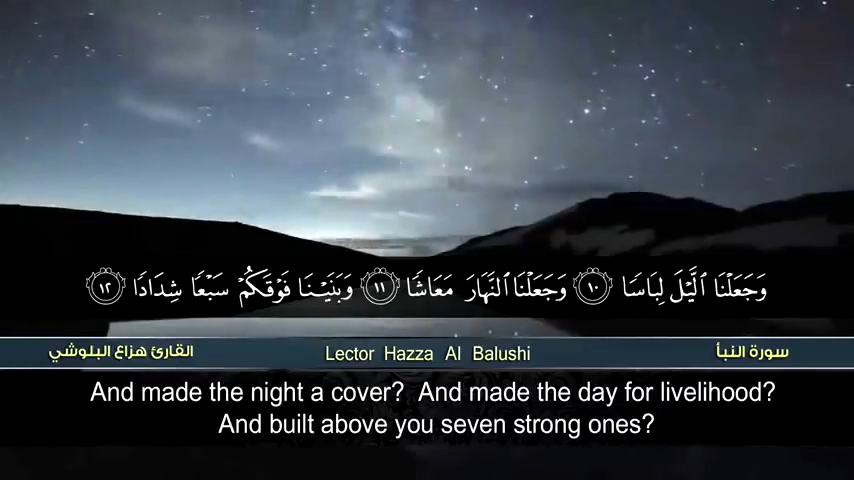 وَجَعَلْنَا ٱلَّيْلَ لِبَاسًا ١٠ وَجَعَلْنَا ٱلنَّهَارَ مَعَاشًا ١١ وَبَنَيْنَا فَوْقَكُمْ سَبْعًا شِدَادًا ١٢
سورة النبأ Lector Hazza Al Balushi القارئ هزاع البلوشي
And made the night a cover? And made the day for livelihood?
And built above you seven strong ones?